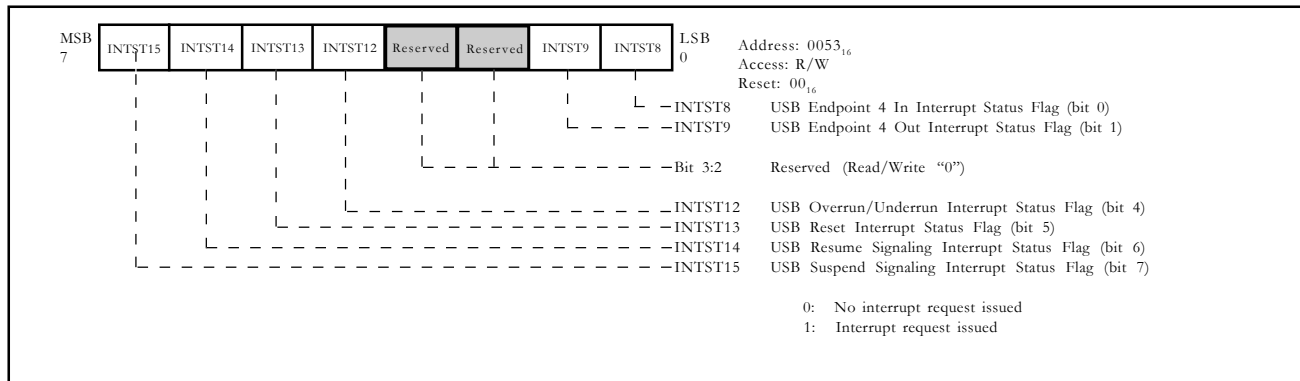 MSB
7
INTST15 INTST14 INTST13 INTST12 Reserved Reserved INTST9 INTST8
LSB
0
Address: 0053₁₆
Access: R/W
Reset: 00₁₆
INTST8 USB Endpoint 4 In Interrupt Status Flag (bit 0)
INTST9 USB Endpoint 4 Out Interrupt Status Flag (bit 1)
Bit 3:2 Reserved (Read/Write “0”)
INTST12 USB Overrun/Underrun Interrupt Status Flag (bit 4)
INTST13 USB Reset Interrupt Status Flag (bit 5)
INTST14 USB Resume Signaling Interrupt Status Flag (bit 6)
INTST15 USB Suspend Signaling Interrupt Status Flag (bit 7)
0: No interrupt request issued
1: Interrupt request issued